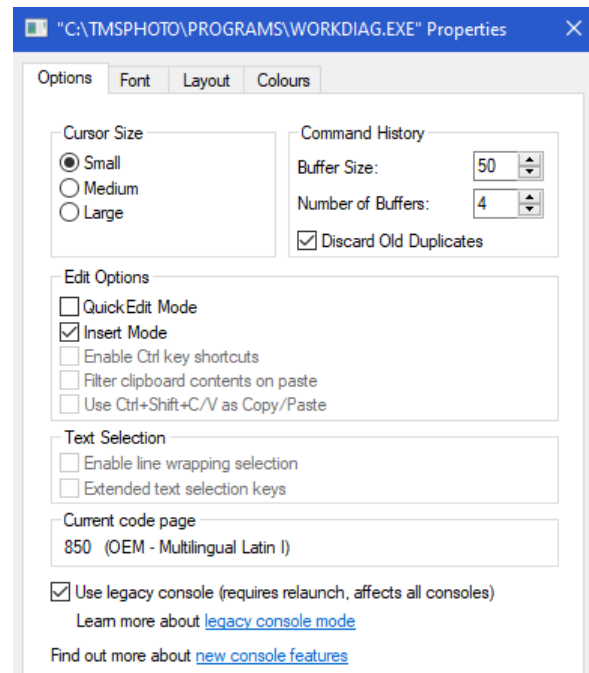 "C:\TMSPHOTO\PROGRAMS\WORKDIAG.EXE" Properties
Options Font Layout Colours
Cursor Size
Small
Medium
Large
Command History
Buffer Size: 50
Number of Buffers: 4
Discard Old Duplicates
Edit Options
QuickEdit Mode
Insert Mode
Enable Ctrl key shortcuts
Filter clipboard contents on paste
Use Ctrl+Shift+C/V as Copy/Paste
Text Selection
Enable line wrapping selection
Extended text selection keys
Current code page
850 (OEM - Multilingual Latin I)
Use legacy console (requires relaunch, affects all consoles)
Learn more about legacy console mode
Find out more about new console features